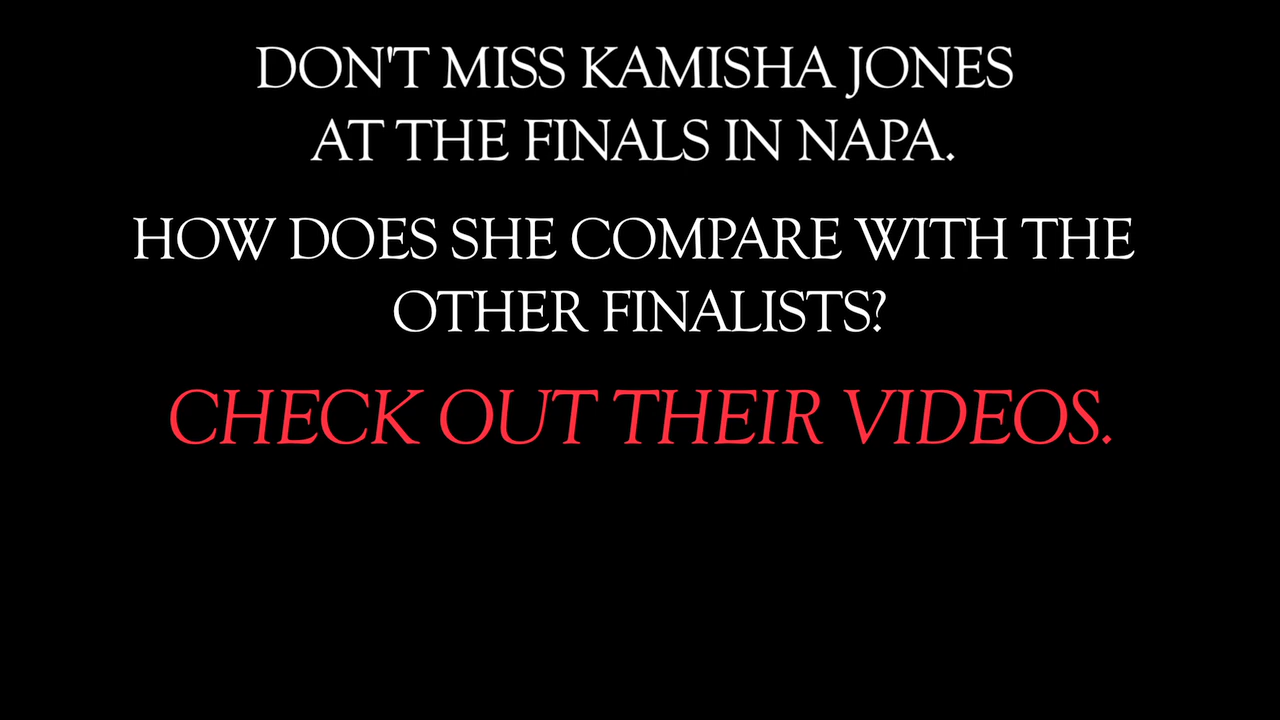 DON'T MISS KAMISHA JONES
AT THE FINALS IN NAPA.
HOW DOES SHE COMPARE WITH THE
OTHER FINALISTS?
CHECK OUT THEIR VIDEOS.